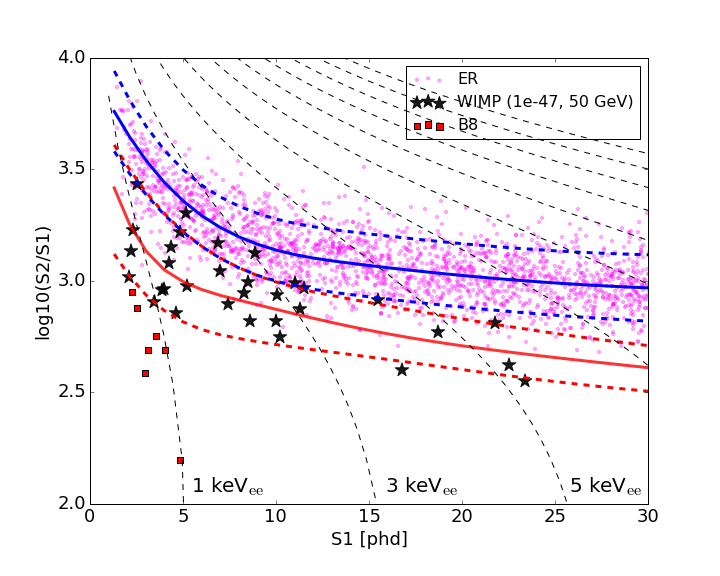 4.0
3.5
3.0
2.5
2.0
log10(S2/S1)
ER
WIMP (1e-47, 50 GeV)
B8
1 keVee
3 keVee
5 keVee
0 5 10 15 20 25 30
S1 [phd]